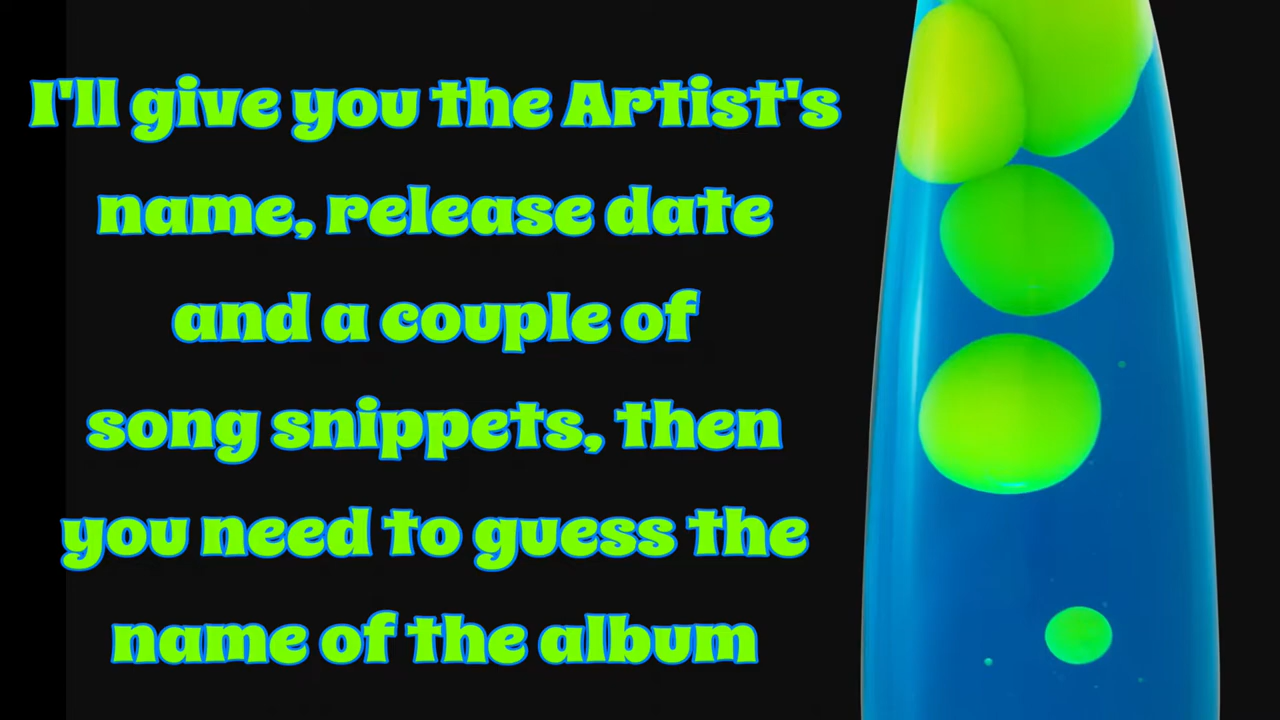 I'll give you the Artist's
name, release date
and a couple of
song snippets, then
you need to guess the
name of the album